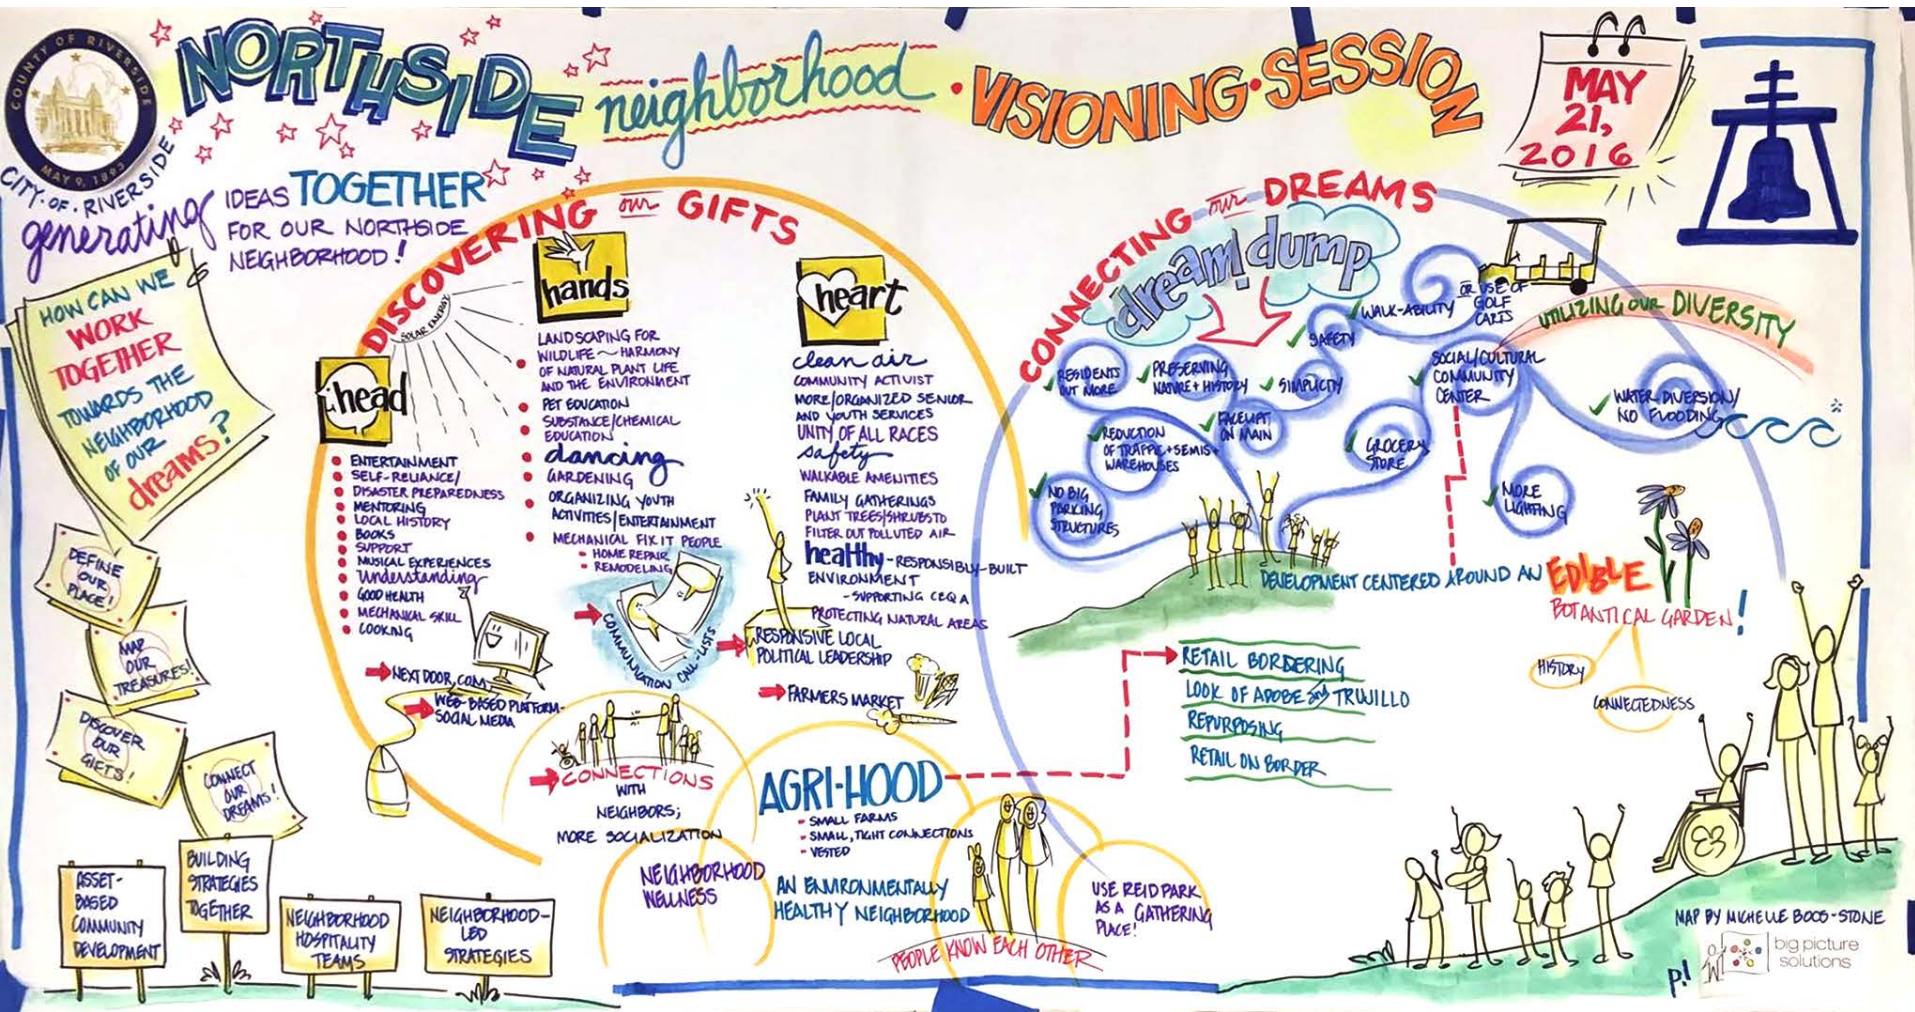 COUNTY OF RIVERSIDE
MAY 9, 1893
CITY · OF · RIVERSIDE
NORTHSIDE neighborhood · VISIONING · SESSION
MAY
21,
2016
generating IDEAS TOGETHER
FOR OUR NORTHSIDE
NEIGHBORHOOD!
HOW CAN WE
WORK
TOGETHER
TOWARDS THE
NEIGHBORHOOD
OF OUR
dreams?
DEFINE
OUR
PLACE!
MAP
OUR
TREASURES!
DISCOVER
OUR
GIFTS!
CONNECT
OUR
DREAMS!
ASSET-
BASED
COMMUNITY
DEVELOPMENT
BUILDING
STRATEGIES
TOGETHER
NEIGHBORHOOD
HOSPITALITY
TEAMS
NEIGHBORHOOD-
LED
STRATEGIES
DISCOVERING our GIFTS
SOLAR ENERGY
head
ENTERTAINMENT
SELF-RELIANCE/
DISASTER PREPAREDNESS
MENTORING
LOCAL HISTORY
BOOKS
SUPPORT
MUSICAL EXPERIENCES
understanding
GOOD HEALTH
MECHANICAL SKILL
COOKING
NEXT DOOR.COM
WEB-BASED PLATFORM-
SOCIAL MEDIA
hands
LANDSCAPING FOR
WILDLIFE ~ HARMONY
OF NATURAL PLANT LIFE
AND THE ENVIRONMENT
PET EDUCATION
SUBSTANCE/CHEMICAL
EDUCATION
dancing
GARDENING
ORGANIZING YOUTH
ACTIVITIES/ENTERTAINMENT
MECHANICAL FIX IT PEOPLE
- HOME REPAIR
- REMODELING
COMMUNICATION CALL-LISTS
heart
clean air
COMMUNITY ACTIVIST
MORE/ORGANIZED SENIOR
AND YOUTH SERVICES
UNITY OF ALL RACES
safety
WALKABLE AMENITIES
FAMILY GATHERINGS
PLANT TREES/SHRUBS TO
FILTER OUT POLLUTED AIR
healthy - RESPONSIBLY-BUILT
ENVIRONMENT
- SUPPORTING CEQA
PROTECTING NATURAL AREAS
RESPONSIVE LOCAL
POLITICAL LEADERSHIP
FARMERS MARKET
CONNECTIONS
WITH
NEIGHBORS;
MORE SOCIALIZATION
AGRI-HOOD
- SMALL FARMS
- SMALL, TIGHT CONNECTIONS
- VESTED
NEIGHBORHOOD
WELLNESS
AN ENVIRONMENTALLY
HEALTHY NEIGHBORHOOD
PEOPLE KNOW EACH OTHER
USE REID PARK
AS A GATHERING
PLACE!
CONNECTING our DREAMS
dream! dump
RESIDENTS
OUT MORE
PRESERVING
NATURE + HISTORY
SIMPLICITY
SAFETY
WALK-ABILITY
OR USE OF
GOLF
CARTS
UTILIZING OUR DIVERSITY
SOCIAL/CULTURAL
COMMUNITY
CENTER
WATER DIVERSION/
NO FLOODING
REDUCTION
OF TRAFFIC + SEMIS +
WAREHOUSES
ON MAIN
GROCERY
STORE
NO BIG
PARKING
STRUCTURES
MORE
LIGHTING
DEVELOPMENT CENTERED AROUND AN EDIBLE
BOTANTICAL GARDEN!
HISTORY
CONNECTEDNESS
RETAIL BORDERING
LOOK OF ADOBE and TRUJILLO
REPURPOSING
RETAIL ON BORDER
MAP BY MICHELLE BOOS-STONE
p!
big picture
solutions